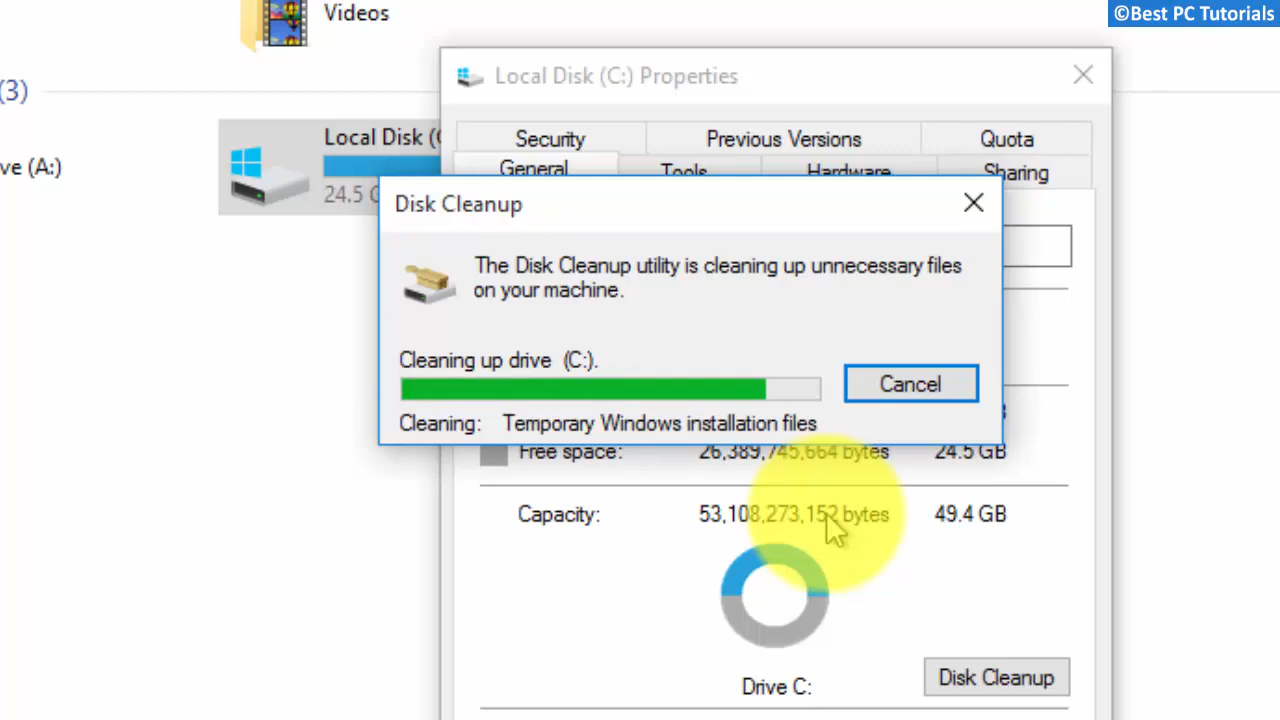 ©Best PC Tutorials
Videos
Local Disk (C:) Properties
(3)
Local Disk (
Security
Previous Versions
Quota
ve (A:)
General
Tools
Hardware
Sharing
24.5
Disk Cleanup
The Disk Cleanup utility is cleaning up unnecessary files
on your machine.
Cleaning up drive (C:).
Cancel
Cleaning: Temporary Windows installation files
Free space: 26,389,745,664 bytes 24.5 GB
Capacity: 53,108,273,152 bytes 49.4 GB
Drive C:
Disk Cleanup